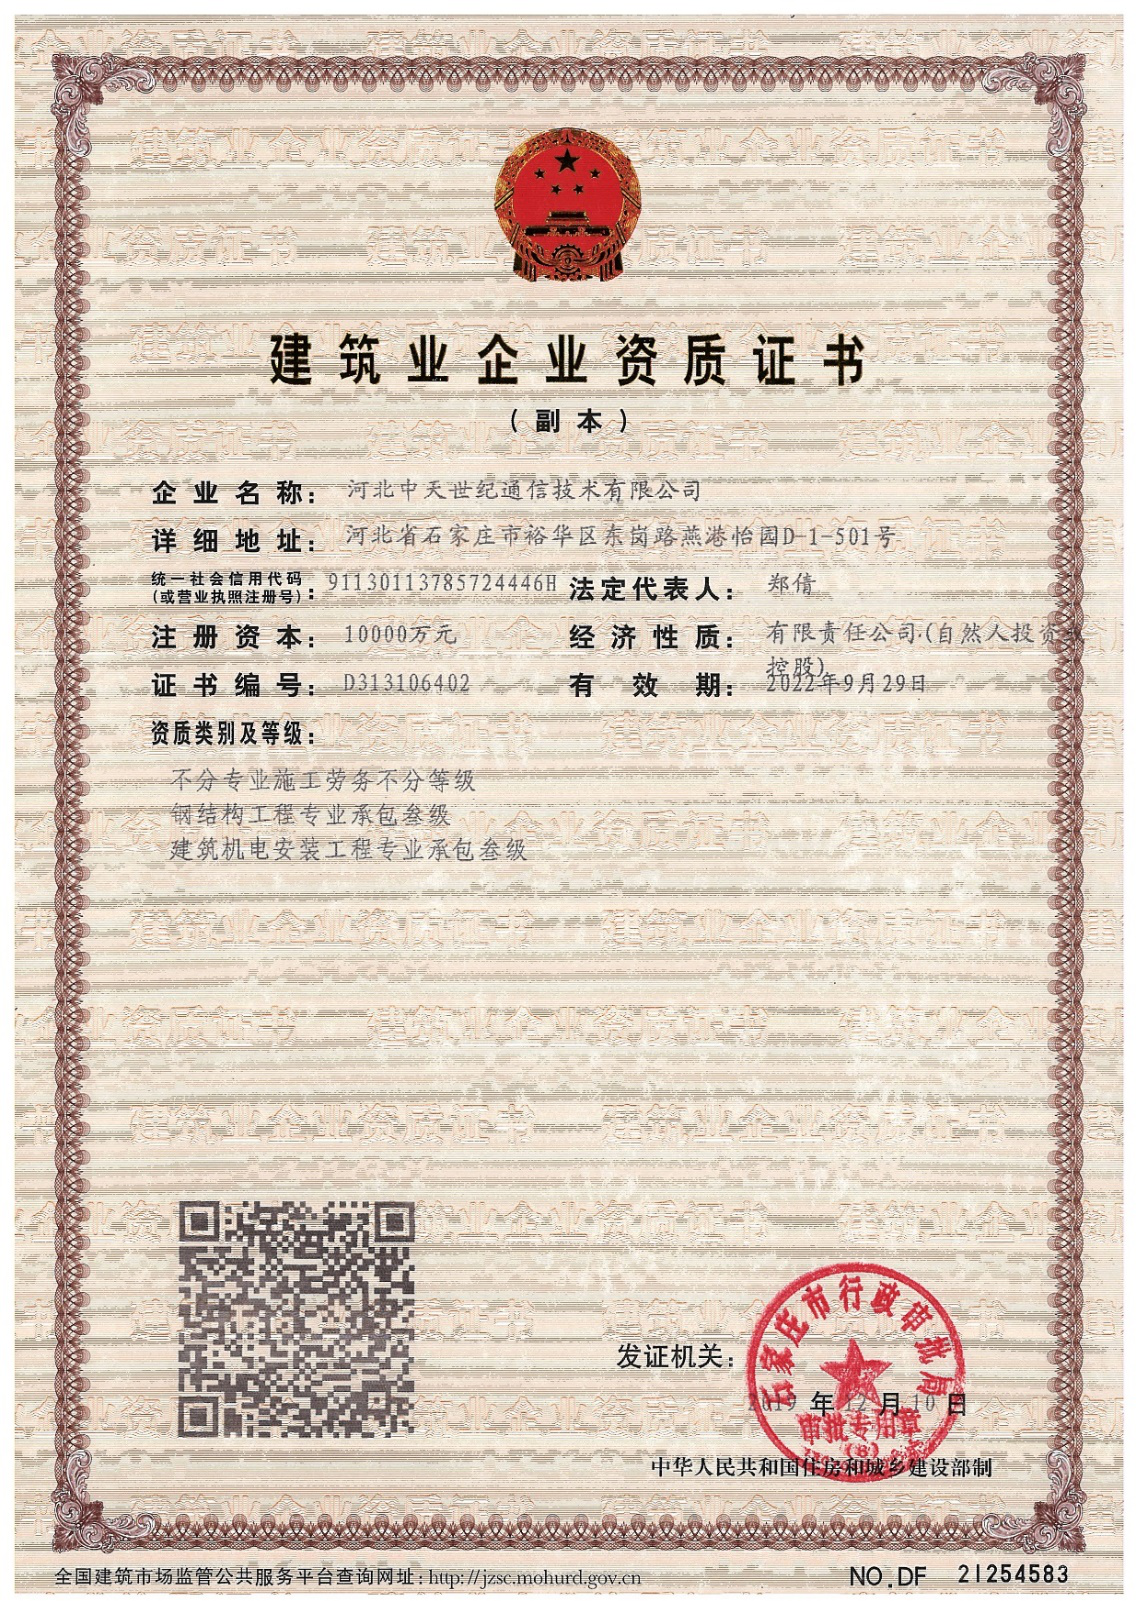 建筑业企业资质证书
（副本）
企业名称： 河北中天世纪通信技术有限公司
详细地址： 河北省石家庄市裕华区东岗路燕港怡园D-1-501号
统一社会信用代码
（或营业执照注册号）： 91130113785724446H 法定代表人： 郑倩
注册资本： 10000万元 经济性质： 有限责任公司(自然人投资或
控股)
证书编号： D313106402 有效期： 2022年9月29日
资质类别及等级：
不分专业施工劳务不分等级
钢结构工程专业承包叁级
建筑机电安装工程专业承包叁级
石家庄市行政审批局
发证机关：
2019 年 12 月 10 日
审批专用章
(8)
中华人民共和国住房和城乡建设部制
全国建筑市场监管公共服务平台查询网址: http://jzsc.mohurd.gov.cn NO.DF 21254583